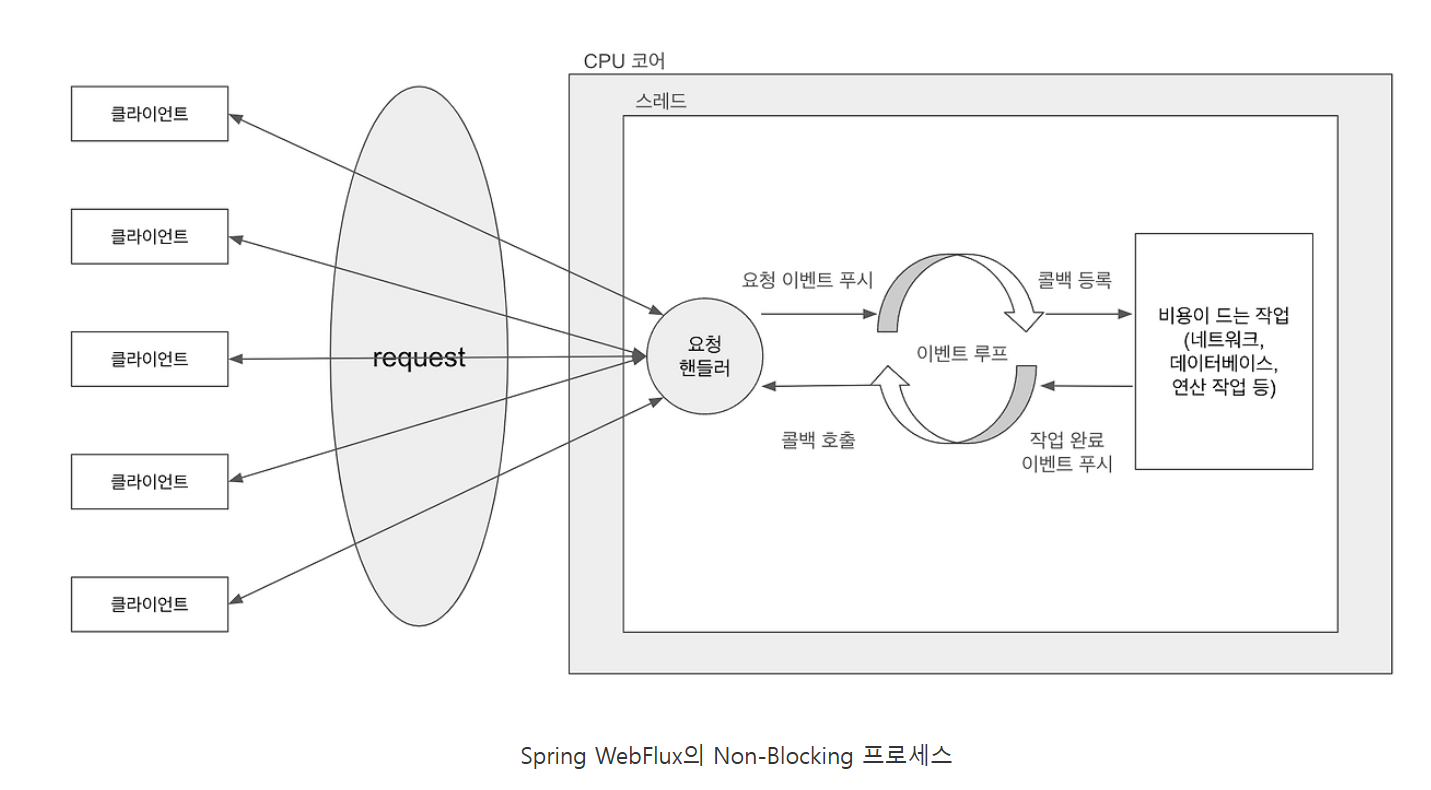 CPU 코어
스레드
클라이언트
클라이언트
클라이언트
클라이언트
클라이언트
request
요청
핸들러
요청 이벤트 푸시
콜백 등록
이벤트 루프
콜백 호출
작업 완료
이벤트 푸시
비용이 드는 작업
(네트워크,
데이터베이스,
연산 작업 등)
Spring WebFlux의 Non-Blocking 프로세스